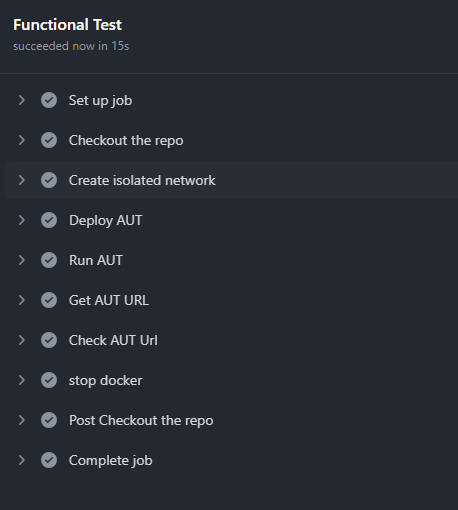 Functional Test
succeeded now in 15s
Set up job
Checkout the repo
Create isolated network
Deploy AUT
Run AUT
Get AUT URL
Check AUT Url
stop docker
Post Checkout the repo
Complete job